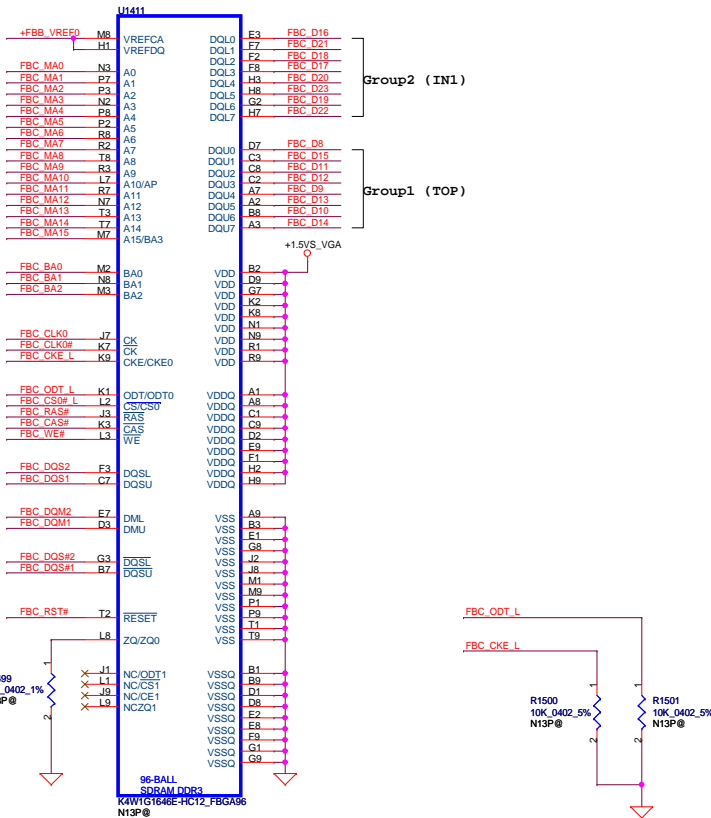 U1411
+FBB_VREF0 M8 VREFCA DQL0 E3 FBC_D16
H1 VREFDQ DQL1 F7 FBC_D21
DQL2 F2 FBC_D18
FBC_MA0 N3 A0 DQL3 F8 FBC_D17
FBC_MA1 P7 A1 DQL4 H3 FBC_D20
FBC_MA2 P3 A2 DQL5 H8 FBC_D23
FBC_MA3 N2 A3 DQL6 G2 FBC_D19
FBC_MA4 P8 A4 DQL7 H7 FBC_D22
Group2 (IN1)
FBC_MA5 P2 A5
FBC_MA6 R8 A6
FBC_MA7 R2 A7 DQU0 D7 FBC_D8
FBC_MA8 T8 A8 DQU1 C3 FBC_D15
FBC_MA9 R3 A9 DQU2 C8 FBC_D11
FBC_MA10 L7 A10/AP DQU3 C2 FBC_D12
FBC_MA11 R7 A11 DQU4 A7 FBC_D9
FBC_MA12 N7 A12 DQU5 A2 FBC_D13
FBC_MA13 T3 A13 DQU6 B8 FBC_D10
FBC_MA14 T7 A14 DQU7 A3 FBC_D14
FBC_MA15 M7 A15/BA3
Group1 (TOP)
+1.5VS_VGA
FBC_BA0 M2 BA0 VDD B2
FBC_BA1 N8 BA1 VDD D9
FBC_BA2 M3 BA2 VDD G7
VDD K2
VDD K8
VDD N1
FBC_CLK0 J7 CK VDD N9
FBC_CLK0# K7 CK VDD R1
FBC_CKE_L K9 CKE/CKE0 VDD R9
FBC_ODT_L K1 ODT/ODT0 VDDQ A1
FBC_CS0#_L L2 CS/CS0 VDDQ A8
FBC_RAS# J3 RAS VDDQ C1
FBC_CAS# K3 CAS VDDQ C9
FBC_WE# L3 WE VDDQ D2
VDDQ E9
VDDQ F1
FBC_DQS2 F3 DQSL VDDQ H2
FBC_DQS1 C7 DQSU VDDQ H9
FBC_DQM2 E7 DML VSS A9
FBC_DQM1 D3 DMU VSS B3
VSS E1
VSS G8
FBC_DQS#2 G3 DQSL VSS J2
FBC_DQS#1 B7 DQSU VSS J8
VSS M1
VSS M9
VSS P1
FBC_RST# T2 RESET VSS P9
VSS T1
L8 ZQ/ZQ0 VSS T9
J1 NC/ODT1 VSSQ B1
L1 NC/CS1 VSSQ B9
J9 NC/CE1 VSSQ D1
L9 NCZQ1 VSSQ D8
VSSQ E2
VSSQ E8
VSSQ F9
VSSQ G1
VSSQ G9
1
99
_0402_1%
P@
2
96-BALL
SDRAM DDR3
K4W1G1646E-HC12_FBGA96
N13P@
FBC_ODT_L
FBC_CKE_L
1 1
R1500 R1501
10K_0402_5% 10K_0402_5%
N13P@ N13P@
2 2